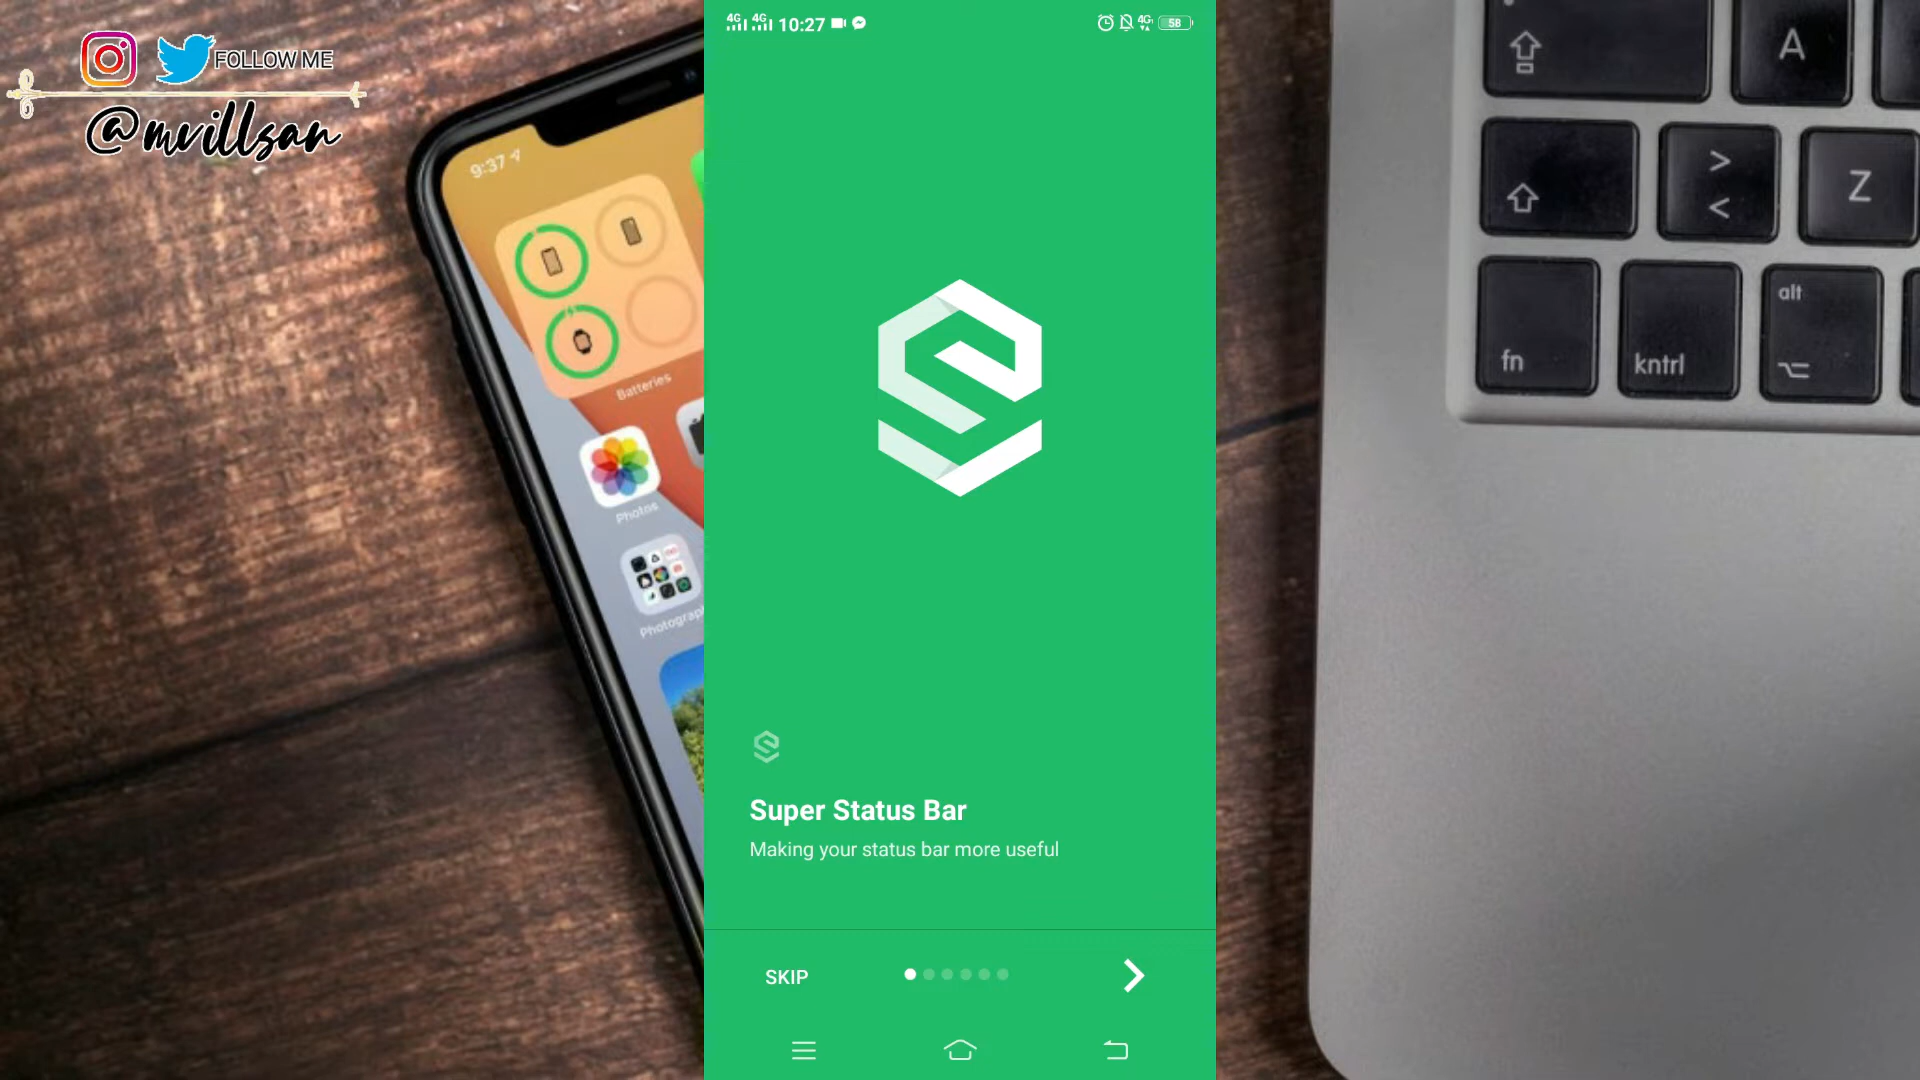 FOLLOW ME
@mvillsan
9:37
Batteries
Photos
4G 4G 10:27
4G 58
Super Status Bar
Making your status bar more useful
SKIP
A
>
<
Z
fn
kntrl
alt